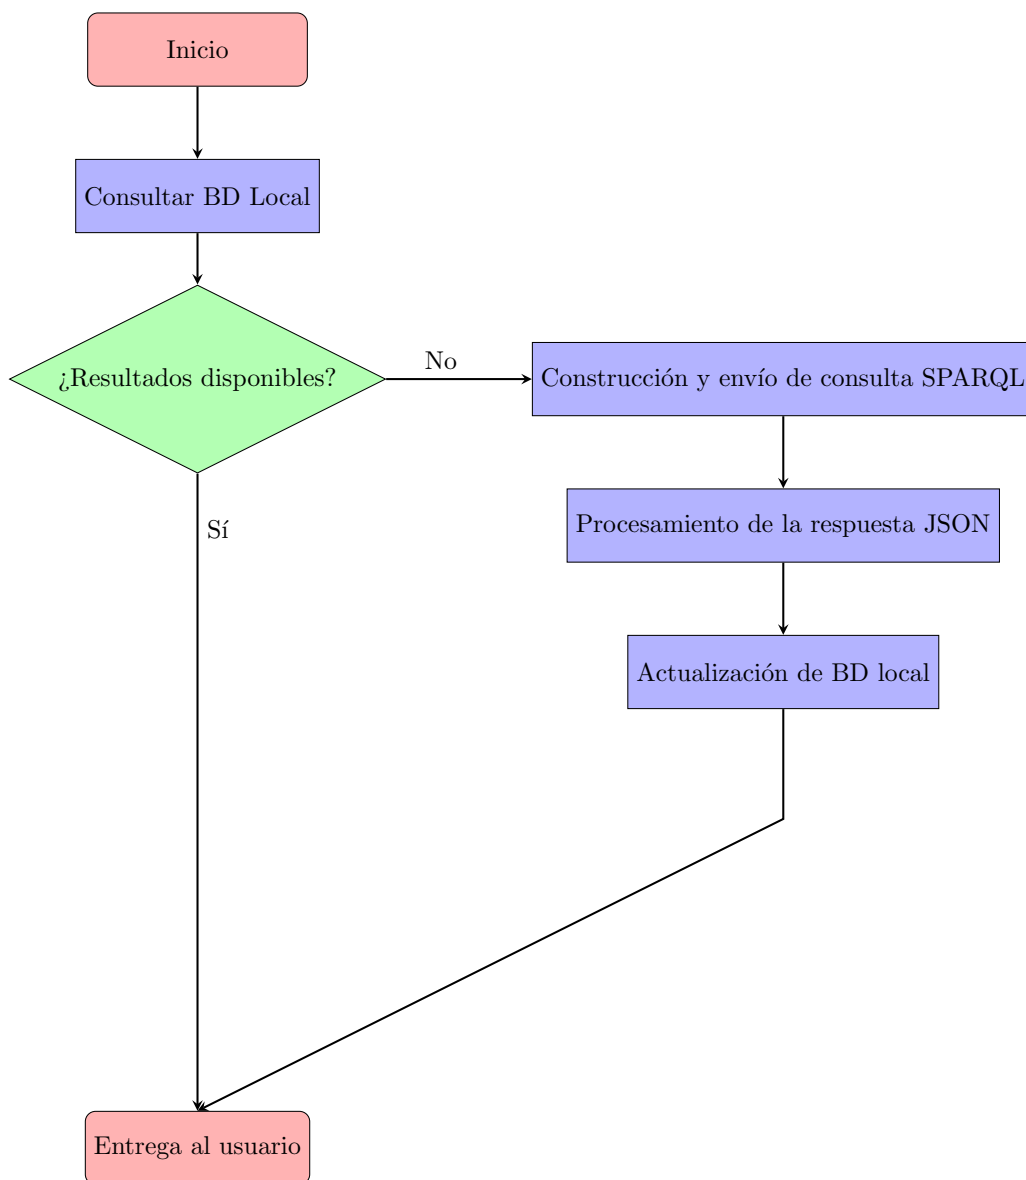 Inicio
Consultar BD Local
¿Resultados disponibles?
No
Construcción y envío de consulta SPARQL
Procesamiento de la respuesta JSON
Sí
Actualización de BD local
Entrega al usuario